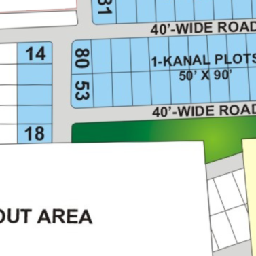 31
40'-WIDE ROAD
14
80
1-KANAL PLOTS
50' X 90'
53
40'-WIDE ROAD
18
OUT AREA